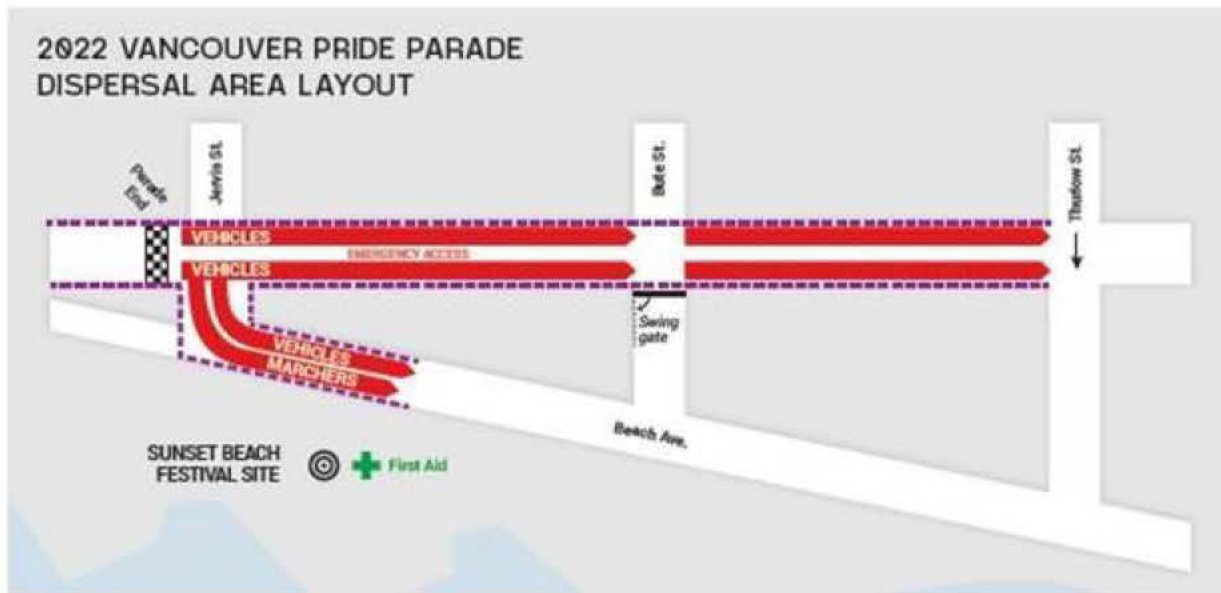 2022 VANCOUVER PRIDE PARADE
DISPERSAL AREA LAYOUT
Parade
End
Jervis St.
Bute St.
Thurlow St.
VEHICLES
EMERGENCY ACCESS
VEHICLES
Swing
gate
VEHICLES
MARCHERS
Beach Ave.
SUNSET BEACH
FESTIVAL SITE
First Aid